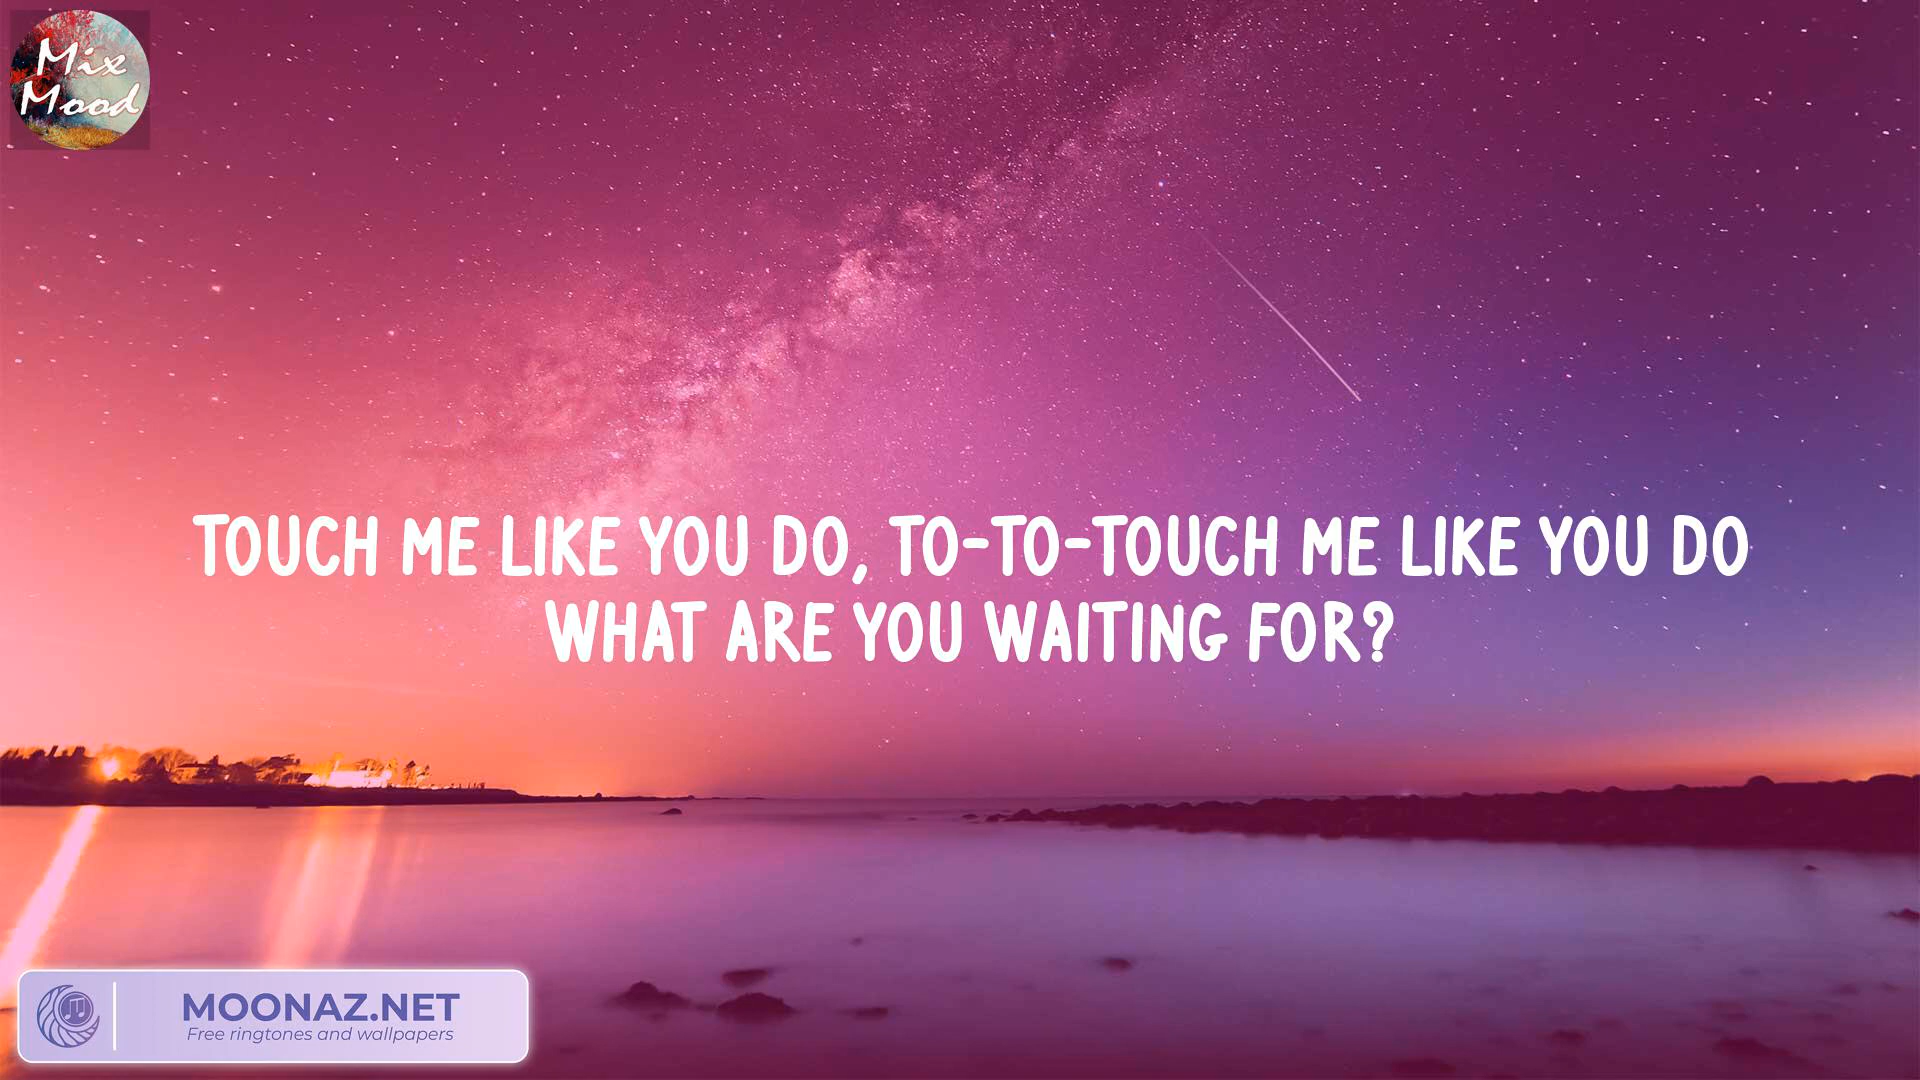 Mix
Mood
TOUCH ME LIKE YOU DO, TO-TO-TOUCH ME LIKE YOU DO
WHAT ARE YOU WAITING FOR?
MOONAZ.NET
Free ringtones and wallpapers